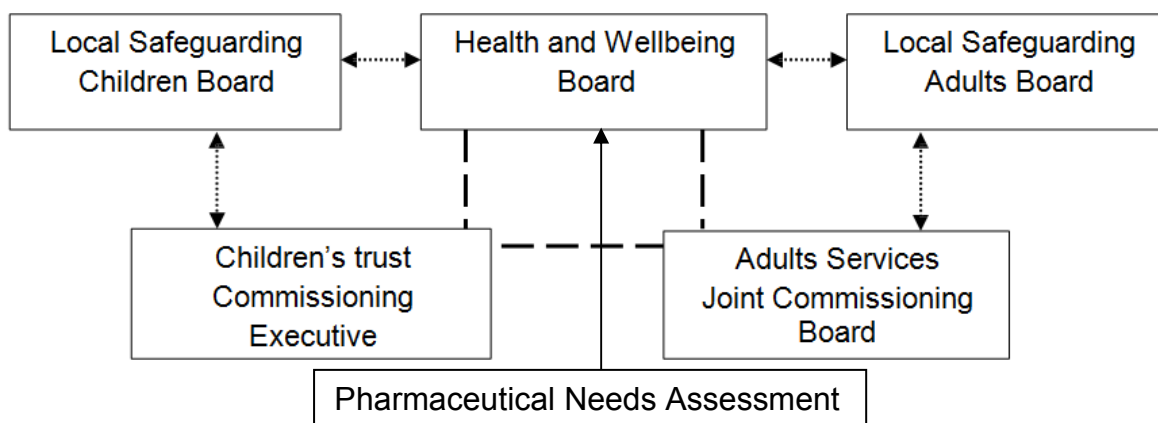 Local Safeguarding
Children Board
Health and Wellbeing
Board
Local Safeguarding
Adults Board
Children’s trust
Commissioning
Executive
Adults Services
Joint Commissioning
Board
Pharmaceutical Needs Assessment